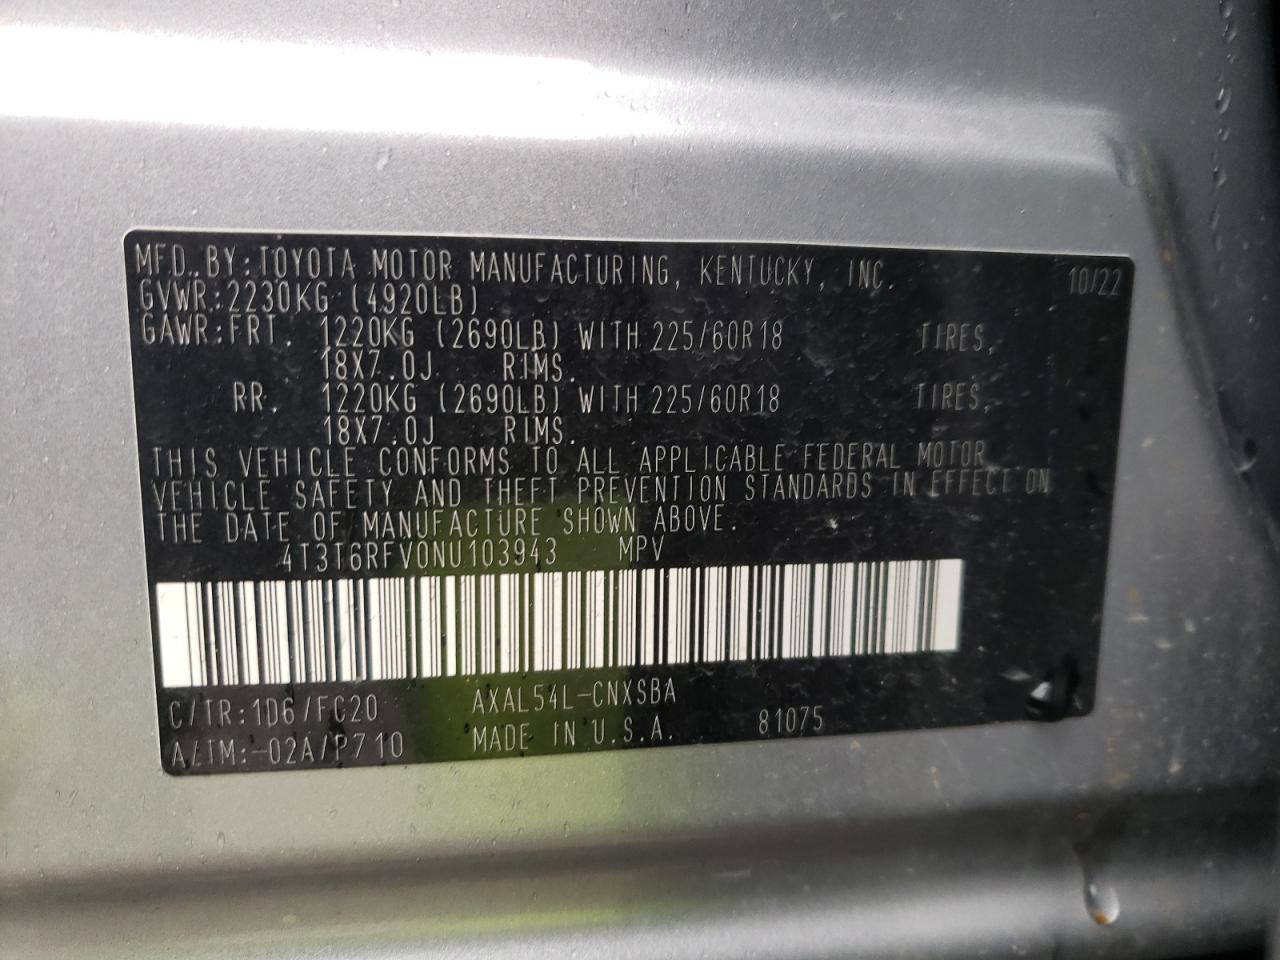 MFD. BY: TOYOTA MOTOR MANUFACTURING, KENTUCKY, INC. 10/22
GVWR: 2230KG (4920LB)
GAWR: FRT. 1220KG (2690LB) WITH 225/60R18 TIRES,
18X7.0J RIMS.
RR. 1220KG (2690LB) WITH 225/60R18 TIRES,
18X7.0J RIMS.
THIS VEHICLE CONFORMS TO ALL APPLICABLE FEDERAL MOTOR
VEHICLE SAFETY AND THEFT PREVENTION STANDARDS IN EFFECT ON
THE DATE OF MANUFACTURE SHOWN ABOVE.
4T3T6RFV0NU103943 MPV
C/TR: 1D6/FC20 AXAL54L-CNXSBA
A/TM: -02A/P710 MADE IN U.S.A. 81075